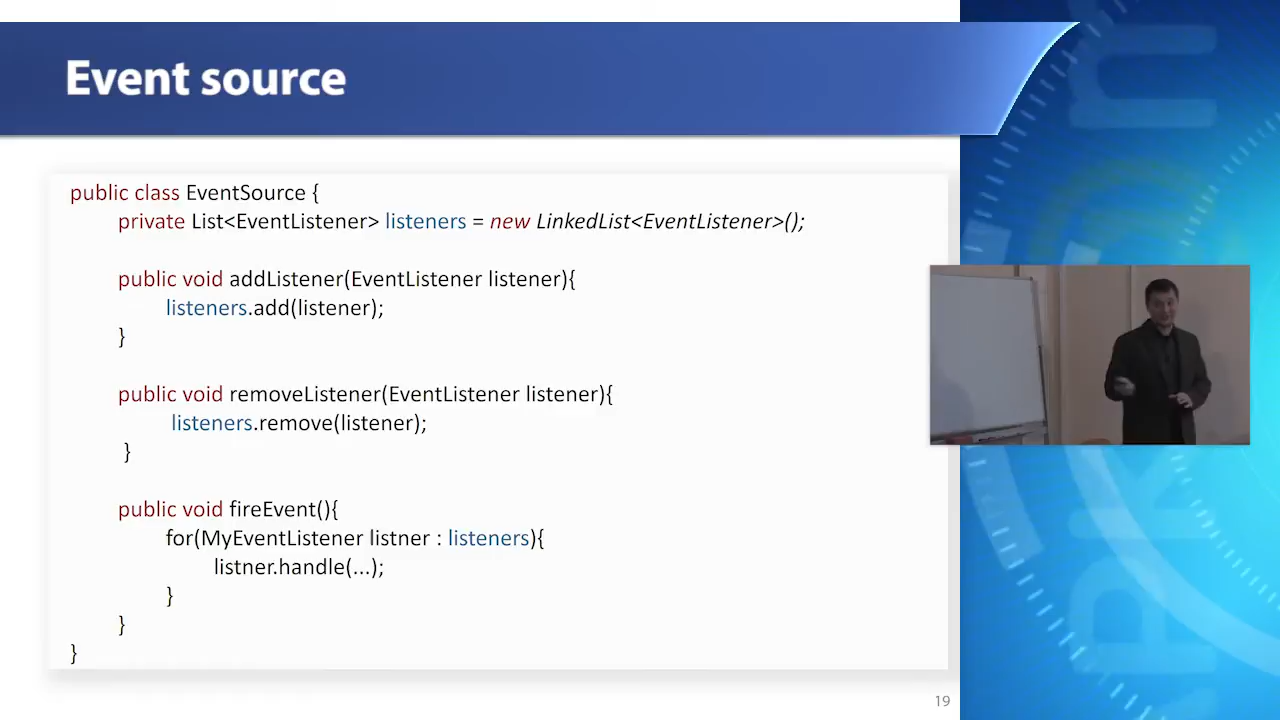 Event source
public class EventSource {
private List<EventListener> listeners = new LinkedList<EventListener>();
public void addListener(EventListener listener){
listeners.add(listener);
}
public void removeListener(EventListener listener){
listeners.remove(listener);
}
public void fireEvent(){
for(MyEventListener listner : listeners){
listner.handle(...);
}
}
}
19